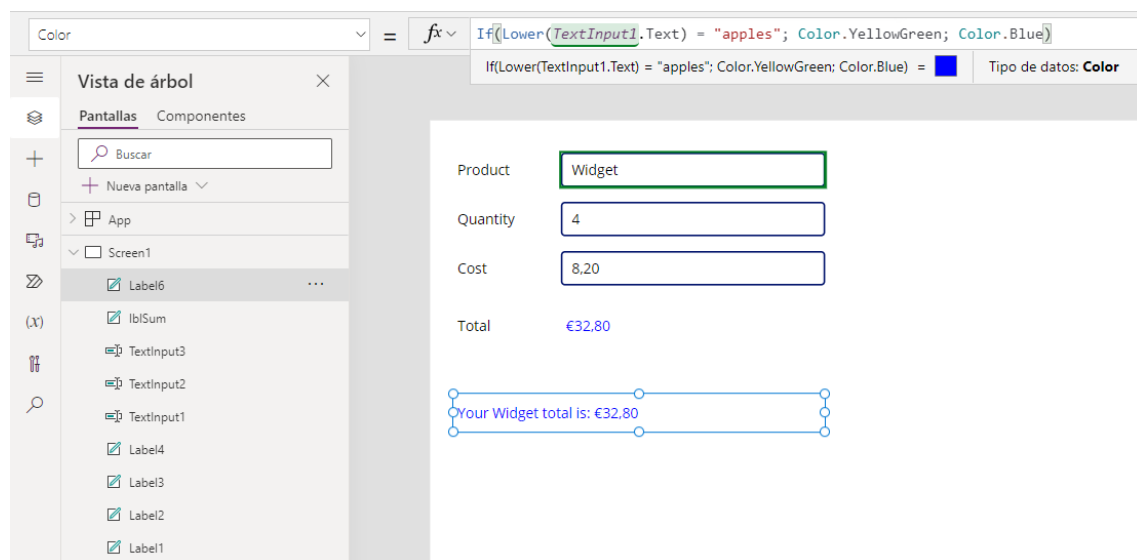 Color
=
fx
If(Lower(TextInput1.Text) = "apples"; Color.YellowGreen; Color.Blue)
If(Lower(TextInput1.Text) = "apples"; Color.YellowGreen; Color.Blue) =
Tipo de datos: Color
Vista de árbol
Pantallas Componentes
Buscar
Nueva pantalla
App
Screen1
Label6 ...
lblSum
TextInput3
TextInput2
TextInput1
Label4
Label3
Label2
Label1
(x)
Product Widget
Quantity 4
Cost 8,20
Total €32,80
Your Widget total is: €32,80